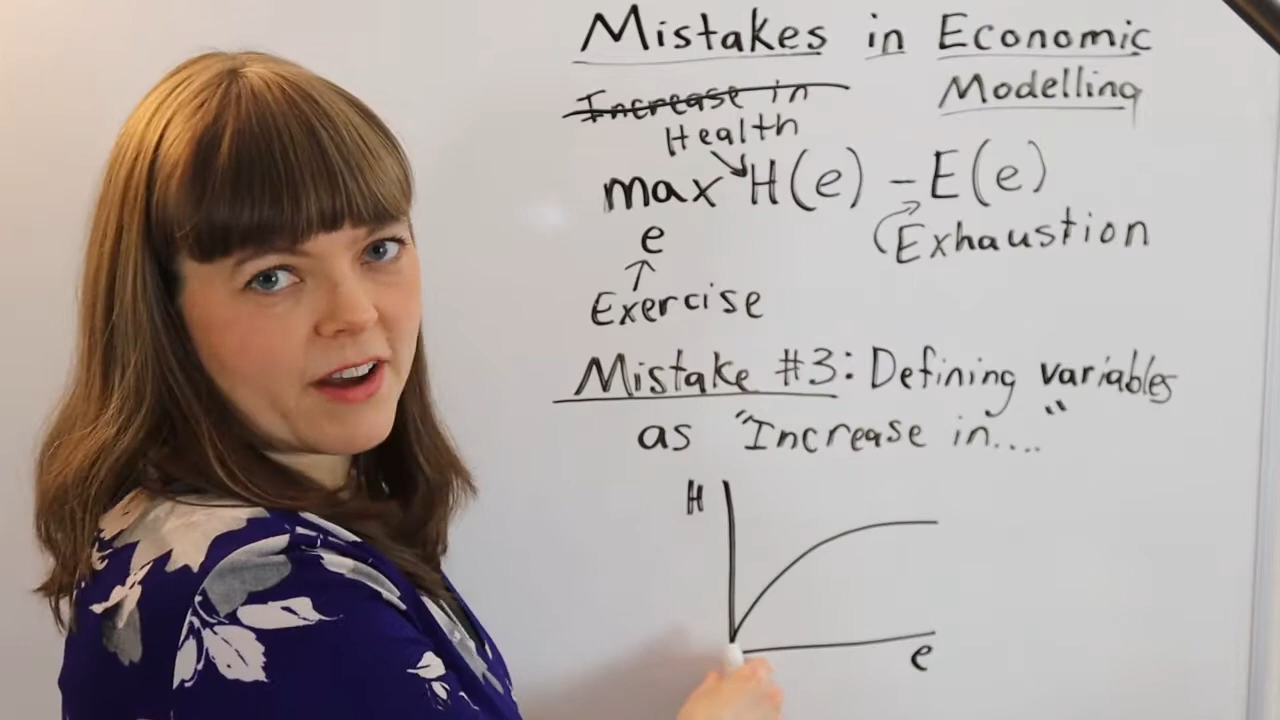 Mistakes in Economic
Modelling
Increase in
Health
max H(e) - E(e)
e
Exhaustion
Exercise
Mistake #3: Defining variables
as "Increase in...."
H
e